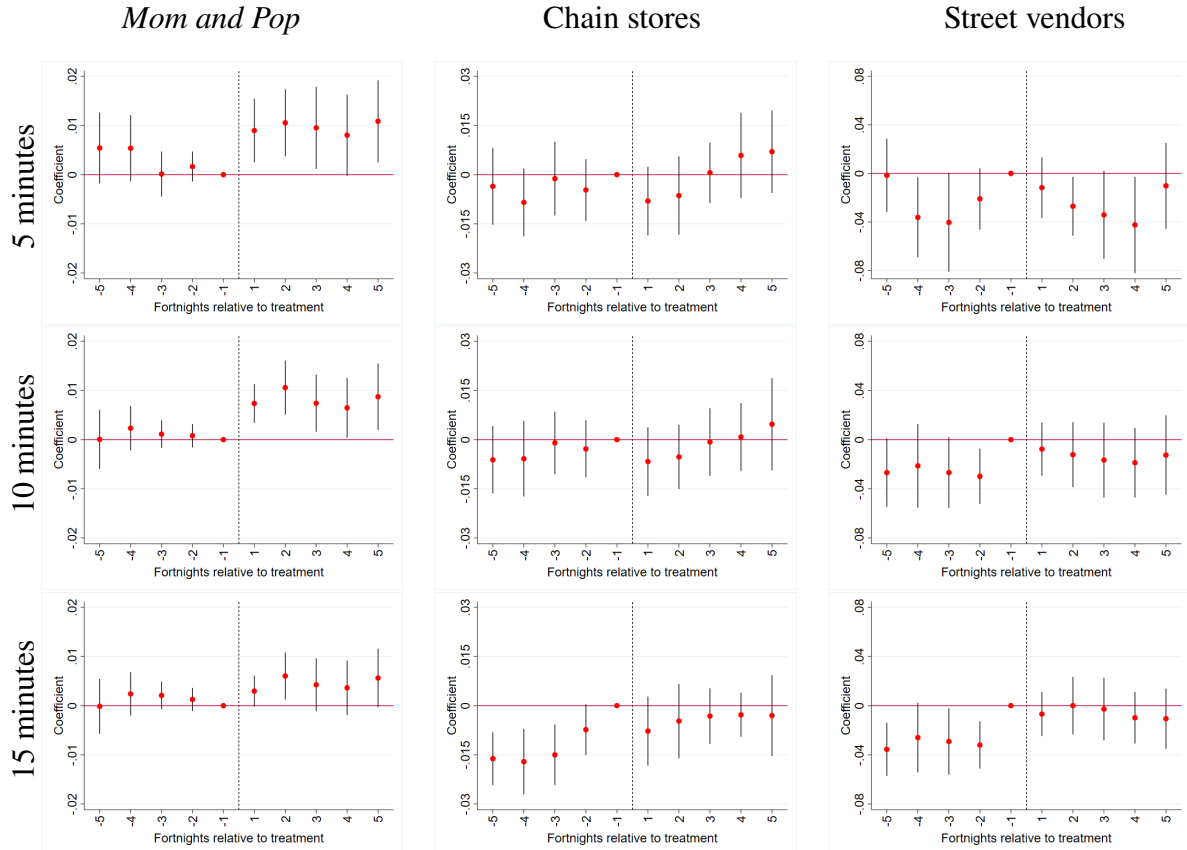 Mom and Pop
Chain stores
Street vendors
5 minutes
Coefficient
.02
.01
0
-.01
-.02
-5 -4 -3 -2 -1 1 2 3 4 5
Fortnights relative to treatment
Coefficient
.03
.015
0
-.015
-.03
-5 -4 -3 -2 -1 1 2 3 4 5
Fortnights relative to treatment
Coefficient
.08
.04
0
-.04
-.08
-5 -4 -3 -2 -1 1 2 3 4 5
Fortnights relative to treatment
10 minutes
Coefficient
.02
.01
0
-.01
-.02
-5 -4 -3 -2 -1 1 2 3 4 5
Fortnights relative to treatment
Coefficient
.03
.015
0
-.015
-.03
-5 -4 -3 -2 -1 1 2 3 4 5
Fortnights relative to treatment
Coefficient
.08
.04
0
-.04
-.08
-5 -4 -3 -2 -1 1 2 3 4 5
Fortnights relative to treatment
15 minutes
Coefficient
.02
.01
0
-.01
-.02
-5 -4 -3 -2 -1 1 2 3 4 5
Fortnights relative to treatment
Coefficient
.03
.015
0
-.015
-.03
-5 -4 -3 -2 -1 1 2 3 4 5
Fortnights relative to treatment
Coefficient
.08
.04
0
-.04
-.08
-5 -4 -3 -2 -1 1 2 3 4 5
Fortnights relative to treatment